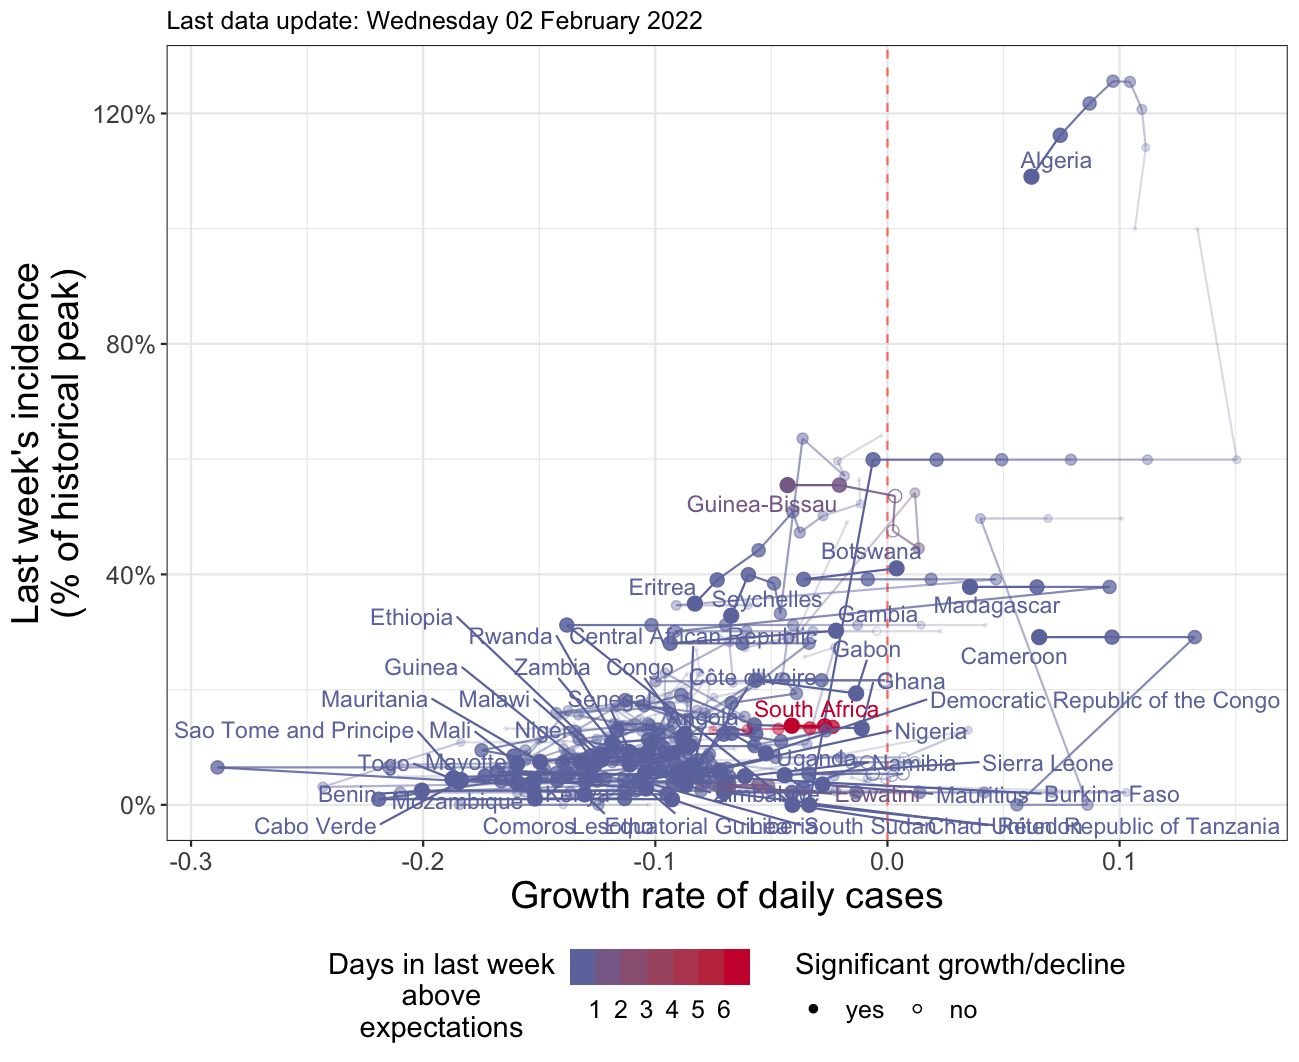 Last data update: Wednesday 02 February 2022
Last week's incidence
(% of historical peak)
120%
80%
40%
0%
Algeria
Guinea-Bissau
Botswana
Eritrea
Seychelles
Madagascar
Gambia
Ethiopia
Rwanda
Central African Republic
Gabon
Cameroon
Guinea
Zambia
Congo
Côte d'Ivoire
Ghana
Mauritania
Malawi
Senegal
South Africa
Democratic Republic of the Congo
Sao Tome and Principe
Mali
Niger
Angola
Nigeria
Togo
Mayotte
Uganda
Namibia
Sierra Leone
Benin
Mozambique
Kenya
Zimbabwe
Eswatini
Mauritius
Burkina Faso
Cabo Verde
Comoros
Lesotho
Equatorial Guinea
Liberia
South Sudan
Chad
Réunion
United Republic of Tanzania
-0.3
-0.2
-0.1
0.0
0.1
Growth rate of daily cases
Days in last week
above
expectations
1 2 3 4 5 6
Significant growth/decline
yes
no